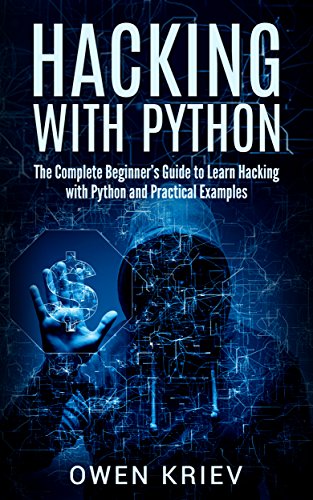 HACKING
WITH PYTHON
The Complete Beginner's Guide to Learn Hacking
with Python and Practical Examples
$
OWEN KRIEV